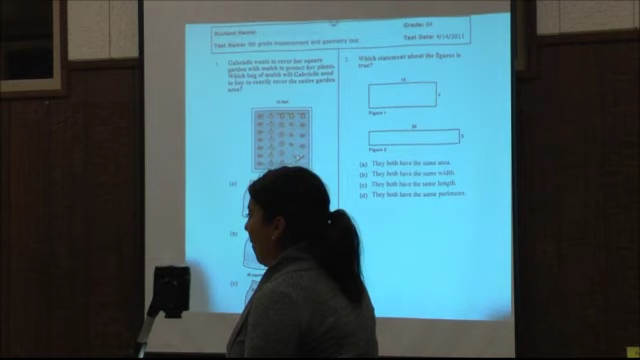 Grade: 04
Test Name: 4th grade measurement and geometry test
Test Date: 4/14/2011
1. Gabrielle wants to cover her square
garden with mulch to protect her plants.
Which bag of mulch will Gabrielle need
to buy to exactly cover the entire garden
area?
(a)
(b)
(c)
2. Which statement about the figures is
true?
Figure 1
Figure 2
(a) They both have the same area.
(b) They both have the same width.
(c) They both have the same length.
(d) They both have the same perimeter.